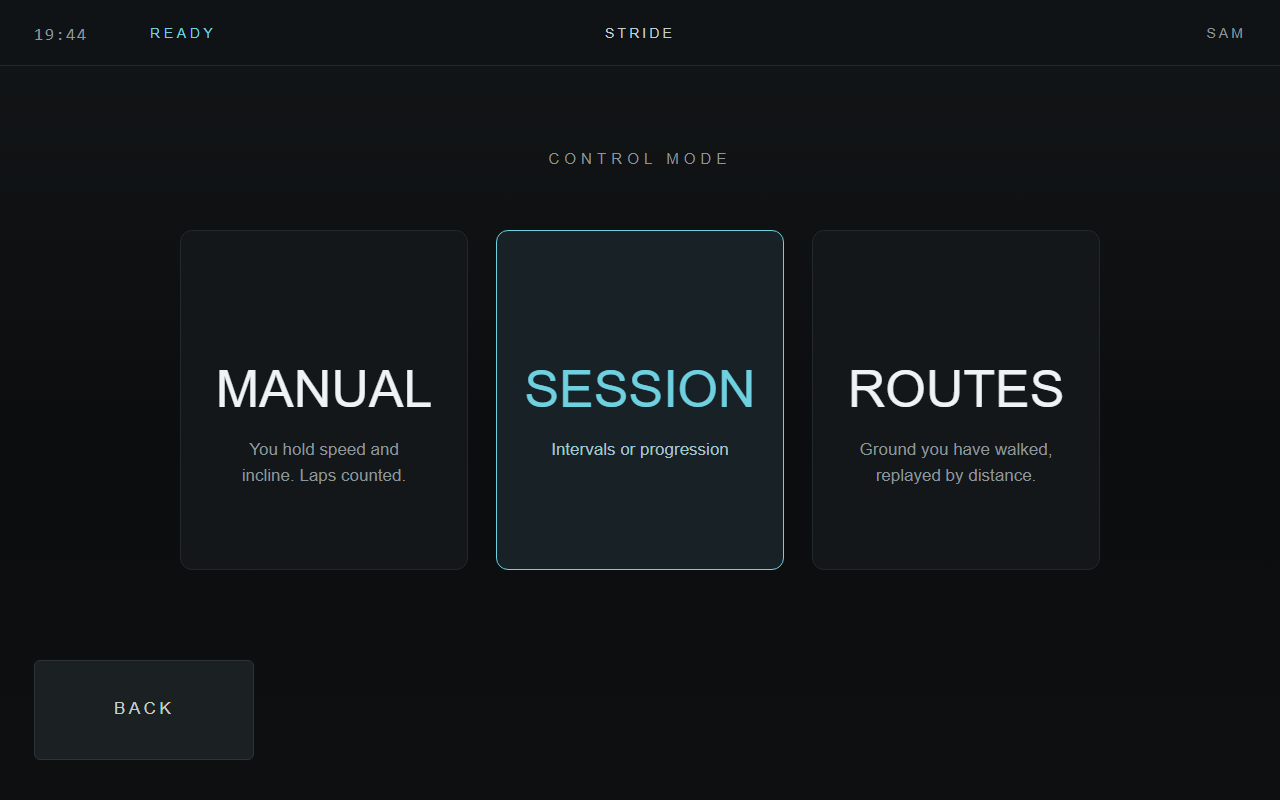 19:44
READY
STRIDE
SAM
CONTROL MODE
MANUAL
You hold speed and
incline. Laps counted.
SESSION
Intervals or progression
ROUTES
Ground you have walked,
replayed by distance.
BACK